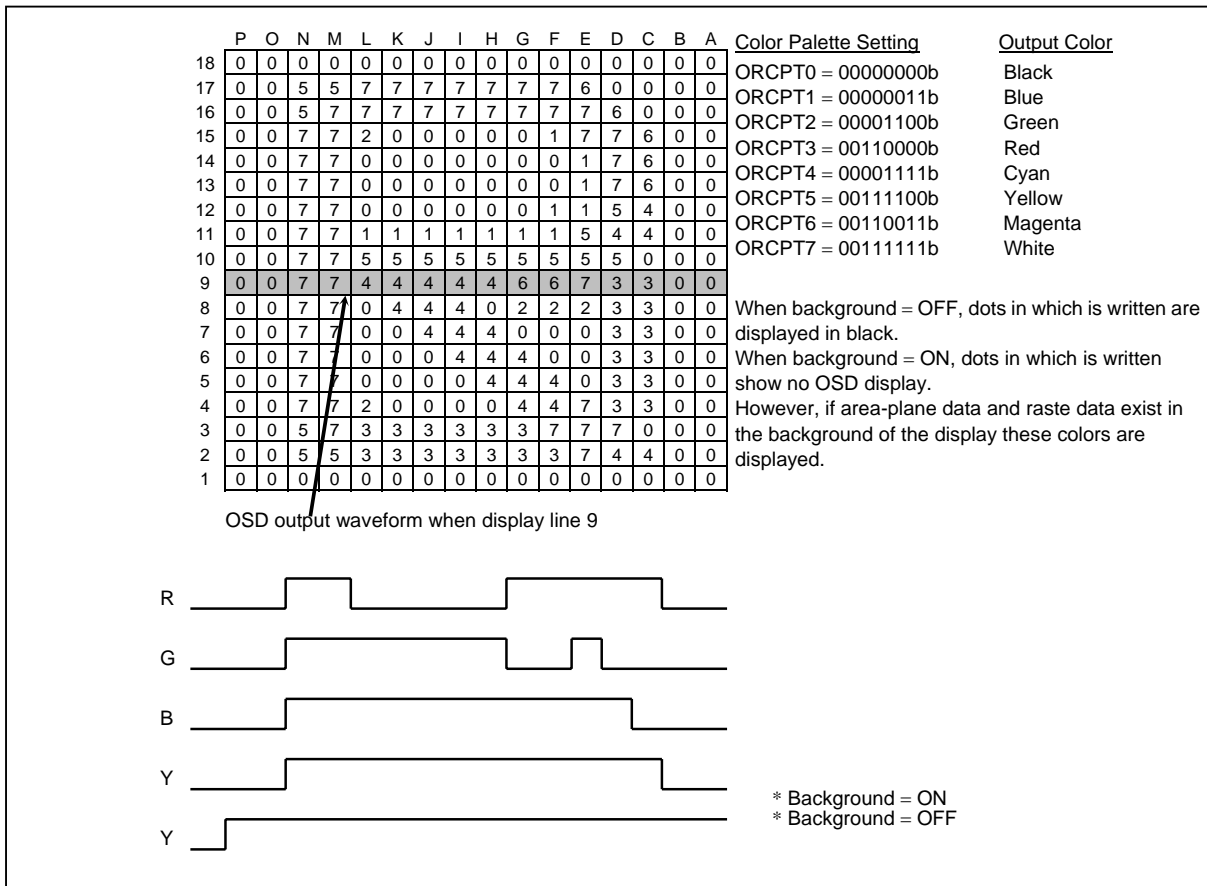 P O N M L K J I H G F E D C B A
18 0 0 0 0 0 0 0 0 0 0 0 0 0 0 0 0
17 0 0 5 5 7 7 7 7 7 7 7 6 0 0 0 0
16 0 0 5 7 7 7 7 7 7 7 7 7 6 0 0 0
15 0 0 7 7 2 0 0 0 0 0 1 7 7 6 0 0
14 0 0 7 7 0 0 0 0 0 0 0 1 7 6 0 0
13 0 0 7 7 0 0 0 0 0 0 0 1 7 6 0 0
12 0 0 7 7 0 0 0 0 0 0 1 1 5 4 0 0
11 0 0 7 7 1 1 1 1 1 1 1 5 4 4 0 0
10 0 0 7 7 5 5 5 5 5 5 5 5 5 0 0 0
9 0 0 7 7 4 4 4 4 4 6 6 7 3 3 0 0
8 0 0 7 7 0 4 4 4 0 2 2 2 3 3 0 0
7 0 0 7 7 0 0 4 4 4 0 0 0 3 3 0 0
6 0 0 7 7 0 0 0 4 4 4 0 0 3 3 0 0
5 0 0 7 7 0 0 0 0 4 4 4 0 3 3 0 0
4 0 0 7 7 2 0 0 0 0 4 4 7 3 3 0 0
3 0 0 5 7 3 3 3 3 3 3 7 7 7 0 0 0
2 0 0 5 5 3 3 3 3 3 3 3 7 4 4 0 0
1 0 0 0 0 0 0 0 0 0 0 0 0 0 0 0 0
Color Palette Setting Output Color
ORCPT0 = 00000000b Black
ORCPT1 = 00000011b Blue
ORCPT2 = 00001100b Green
ORCPT3 = 00110000b Red
ORCPT4 = 00001111b Cyan
ORCPT5 = 00111100b Yellow
ORCPT6 = 00110011b Magenta
ORCPT7 = 00111111b White
When background = OFF, dots in which is written are
displayed in black.
When background = ON, dots in which is written
show no OSD display.
However, if area-plane data and raste data exist in
the background of the display these colors are
displayed.
OSD output waveform when display line 9
R
G
B
Y
Y
* Background = ON
* Background = OFF